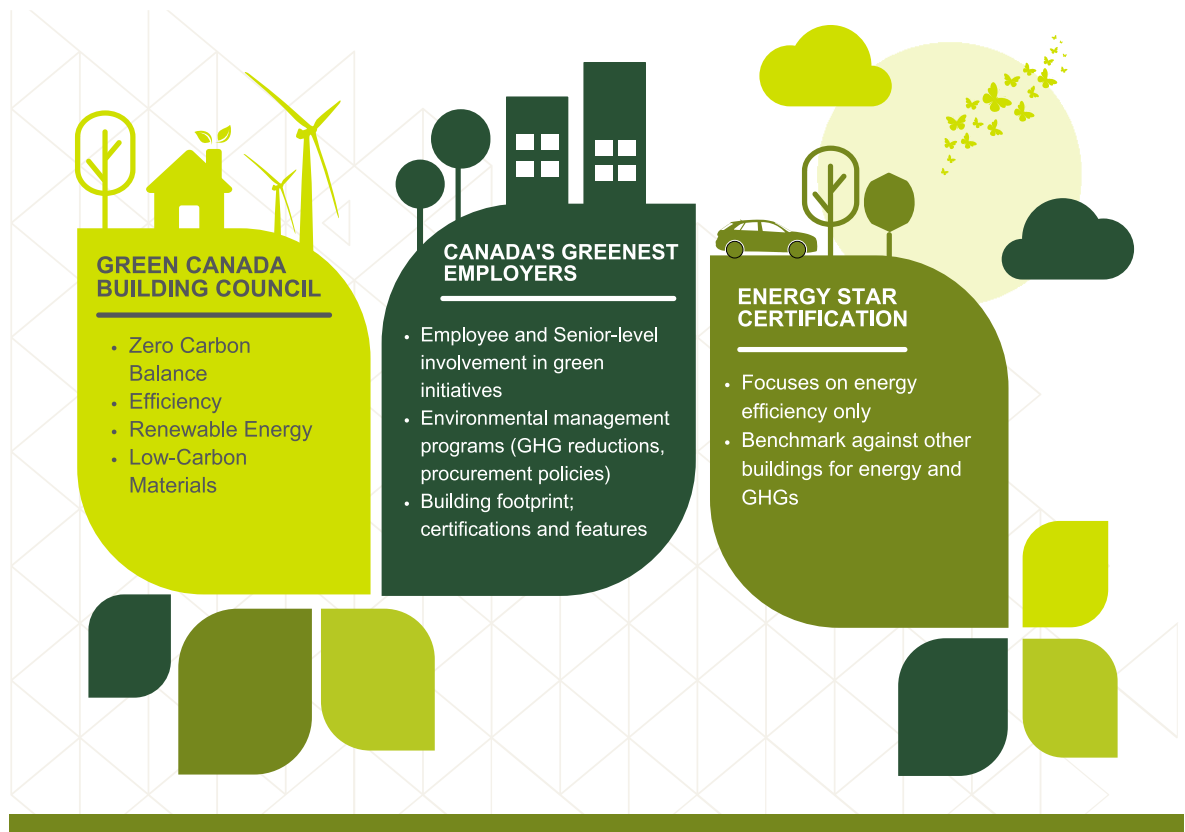 GREEN CANADA
BUILDING COUNCIL
• Zero Carbon
Balance
• Efficiency
• Renewable Energy
• Low-Carbon
Materials
CANADA'S GREENEST
EMPLOYERS
• Employee and Senior-level
involvement in green
initiatives
• Environmental management
programs (GHG reductions,
procurement policies)
• Building footprint;
certifications and features
ENERGY STAR
CERTIFICATION
• Focuses on energy
efficiency only
• Benchmark against other
buildings for energy and
GHGs